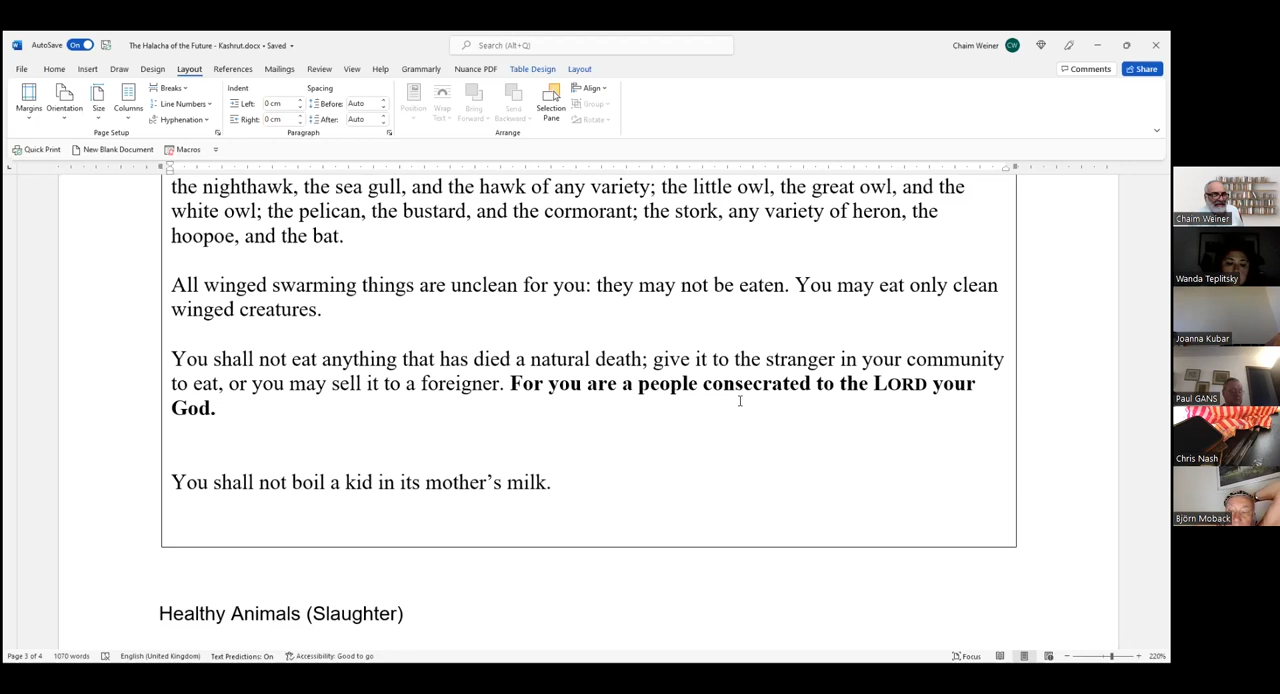 AutoSave On The Halacha of the Future - Kashrut.docx • Saved Search (Alt+Q) Chaim Weiner CW
File Home Insert Draw Design Layout References Mailings Review View Help Grammarly Nuance PDF Table Design Layout Comments Share
Margins Orientation Size Columns Breaks Line Numbers Hyphenation
Page Setup
Indent Spacing
Left: 0 cm Before: Auto
Right: 0 cm After: Auto
Paragraph
Position Wrap Text Bring Forward Send Backward Selection Pane Align Group Rotate
Arrange
Quick Print New Blank Document Macros
the nighthawk, the sea gull, and the hawk of any variety; the little owl, the great owl, and the
white owl; the pelican, the bustard, and the cormorant; the stork, any variety of heron, the
hoopoe, and the bat.
All winged swarming things are unclean for you: they may not be eaten. You may eat only clean
winged creatures.
You shall not eat anything that has died a natural death; give it to the stranger in your community
to eat, or you may sell it to a foreigner. For you are a people consecrated to the LORD your
God.
You shall not boil a kid in its mother’s milk.
Healthy Animals (Slaughter)
Page 3 of 4 1070 words English (United Kingdom) Text Predictions: On Accessibility: Good to go Focus 220%
Chaim Weiner
Wanda Teplitsky
Joanna Kubar
Paul GANS
Chris Nash
Björn Moback